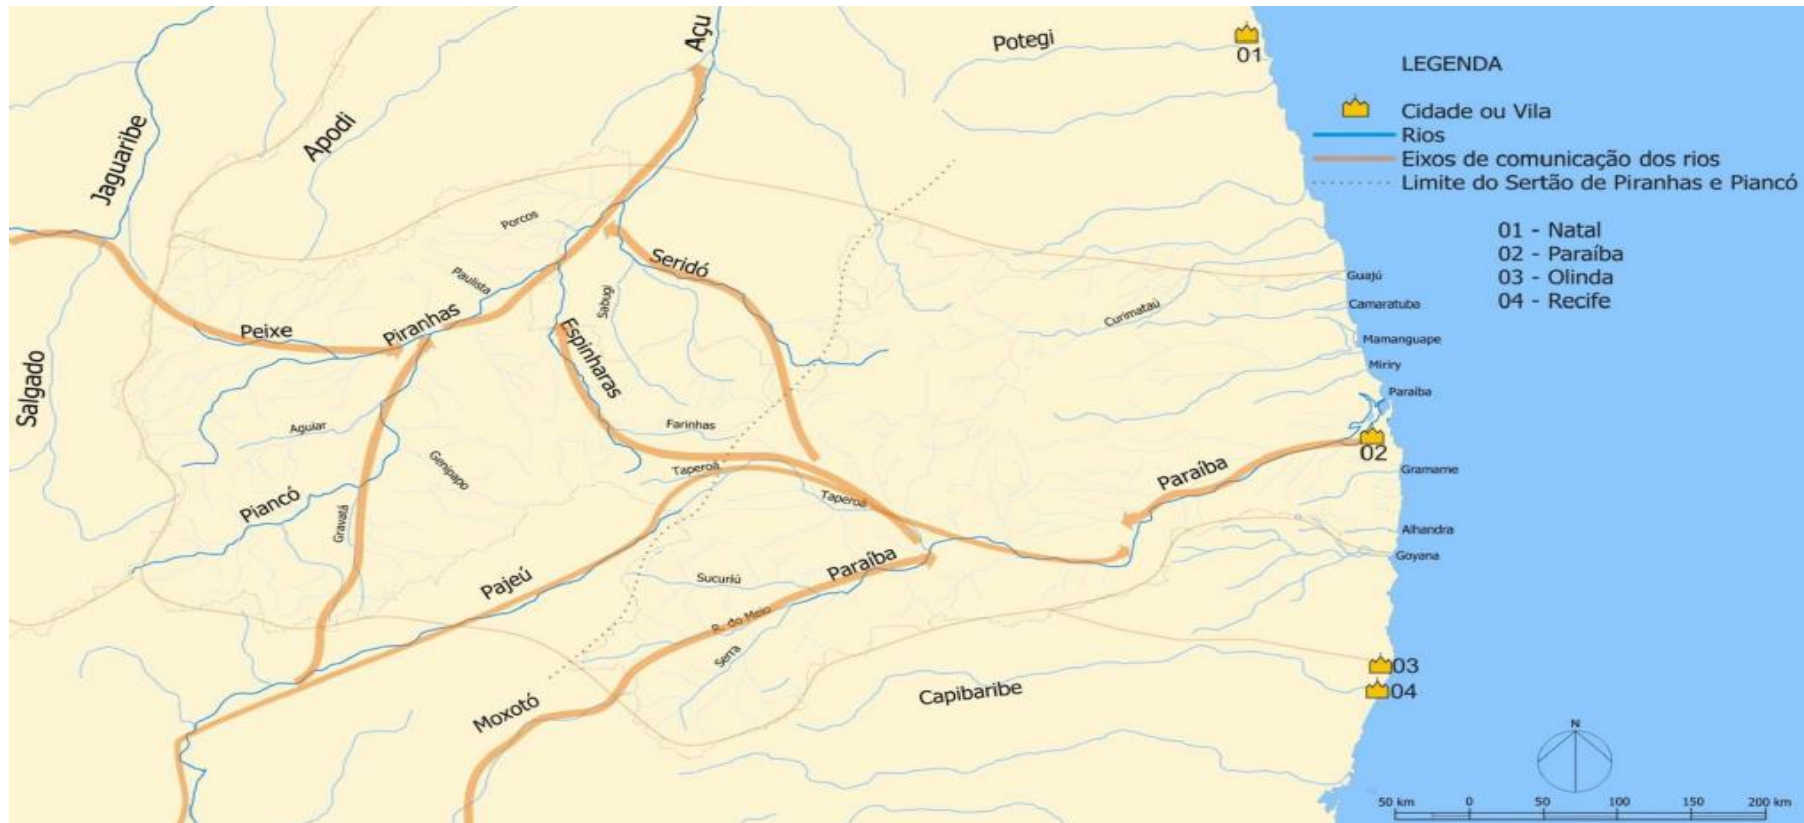 Açu
Potegi
01
LEGENDA
Cidade ou Vila
Rios
Eixos de comunicação dos rios
Limite do Sertão de Piranhas e Piancó
01 - Natal
02 - Paraíba
03 - Olinda
04 - Recife
Jaguaribe
Apodi
Porcos
Seridó
Paulista
Sabugi
Guajú
Camaratuba
Curimataú
Mamanguape
Miriry
Paraíba
Peixe
Piranhas
Espinharas
Salgado
Aguiar
Farinhas
02
Genipapo
Taperoá
Taperoá
Paraíba
Gramame
Piancó
Gravatá
Alhandra
Goyana
Pajeú
Sucuriú
Paraíba
R. do Meio
Serra
Moxotó
Capibaribe
03
04
N
50 km 0 50 100 150 200 km